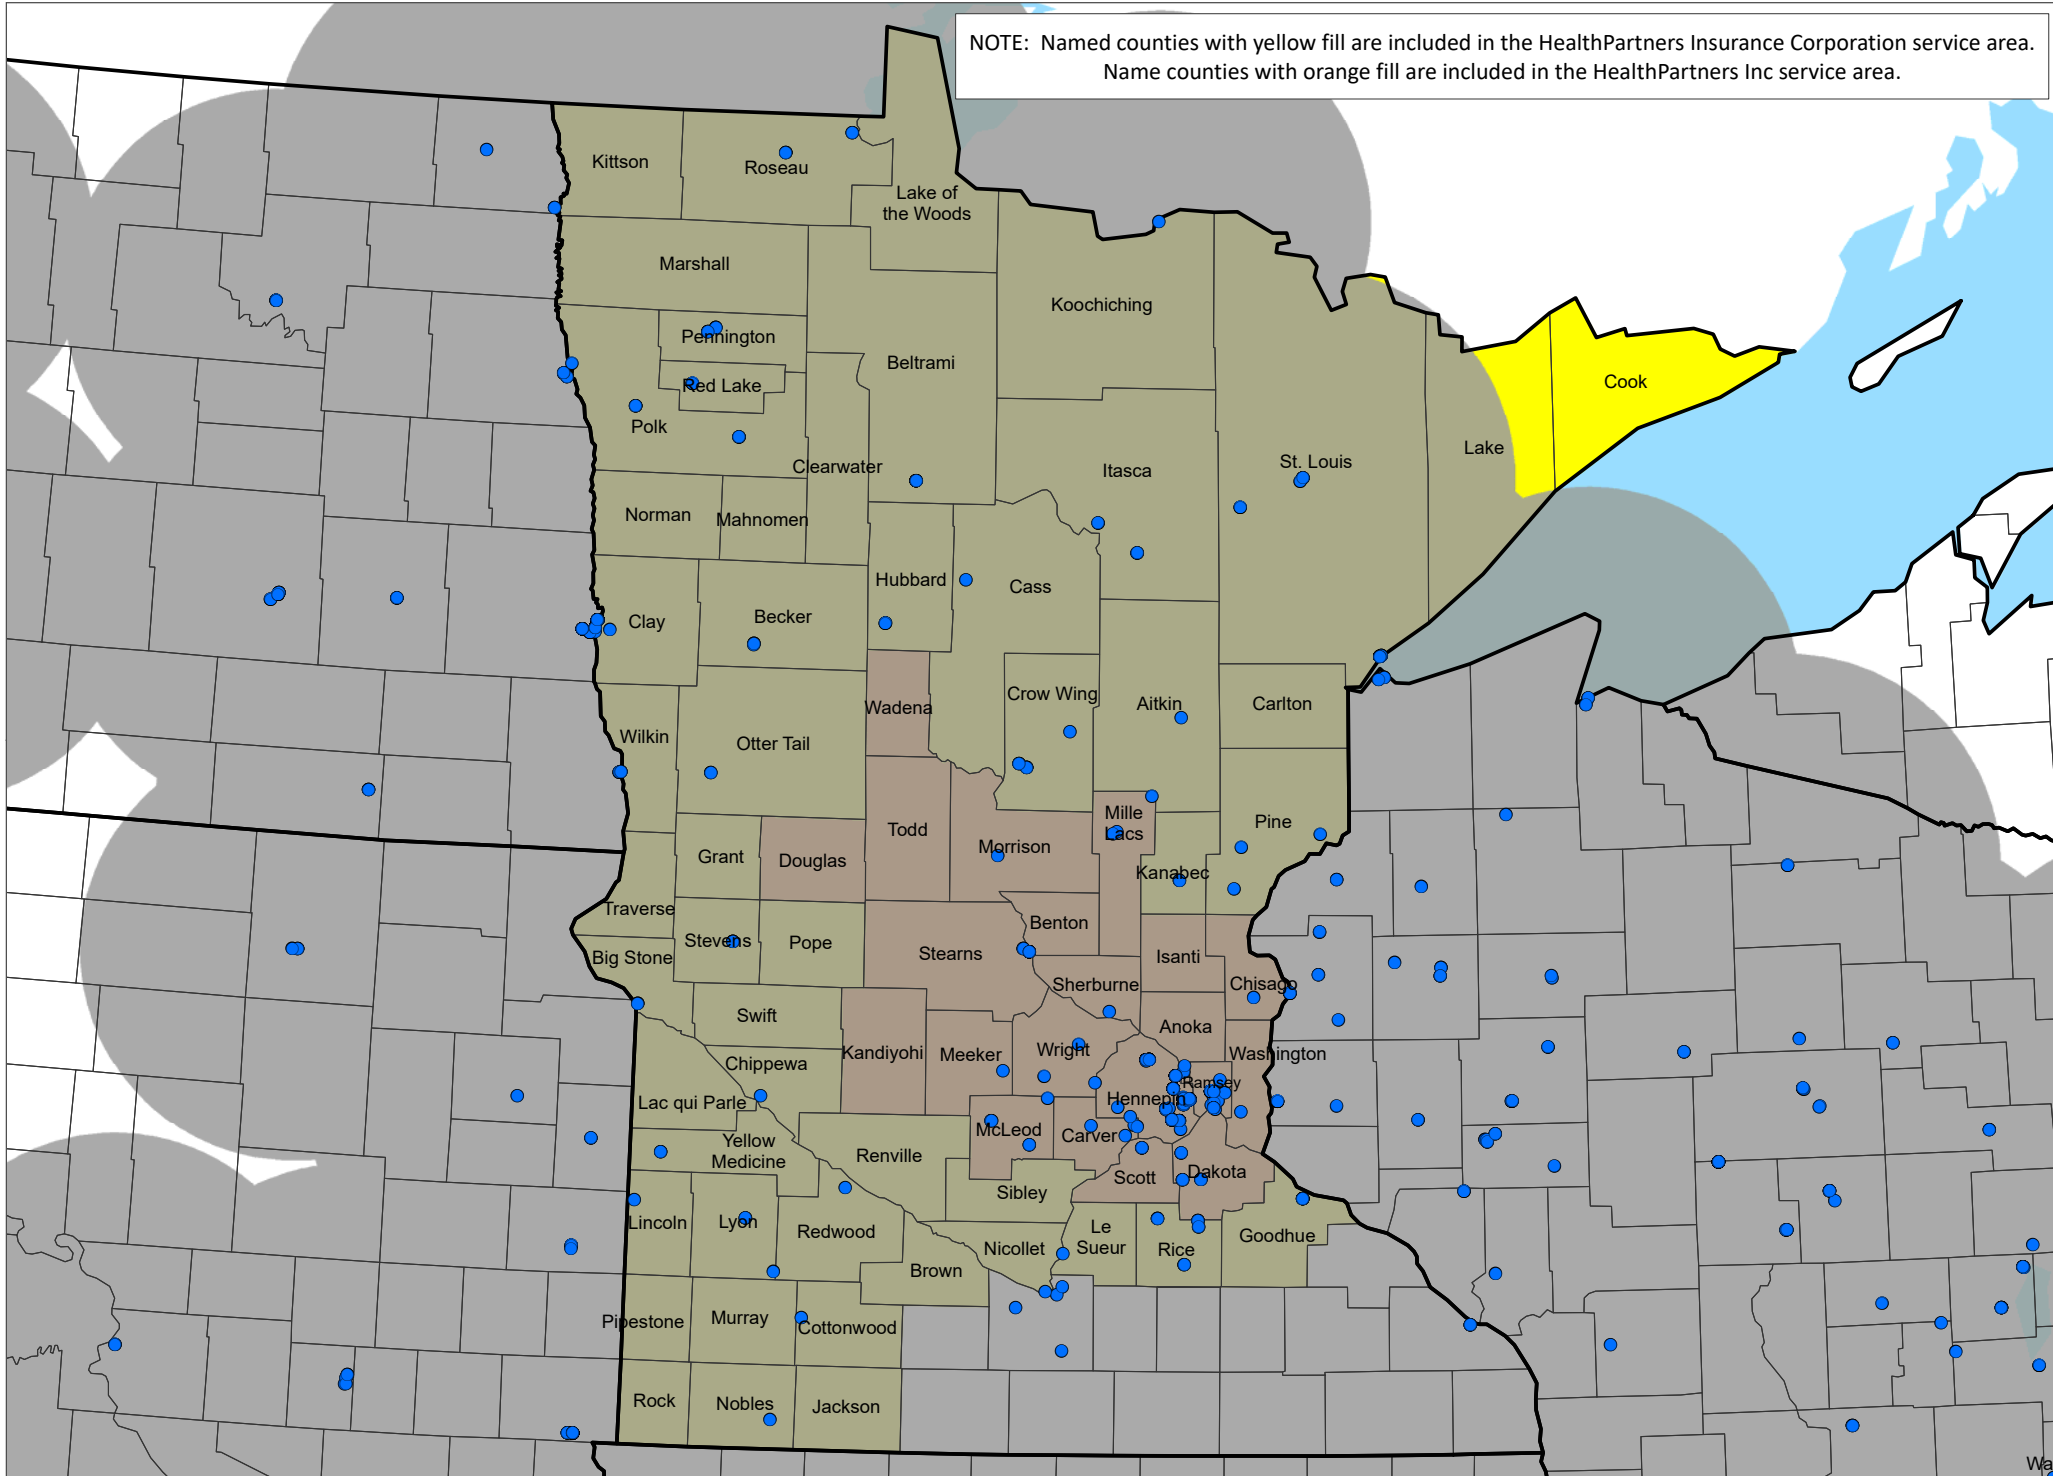 NOTE:  Named counties with yellow fill are included in the HealthPartners Insurance Corporation service area.
Name counties with orange fill are included in the HealthPartners Inc service area.
Kittson
Roseau
Lake of
the Woods
Marshall
Koochiching
Pennington
Beltrami
Red Lake
Cook
Polk
Lake
Clearwater
Itasca
St. Louis
Norman
Mahnomen
Hubbard
Cass
Clay
Becker
Wadena
Crow Wing
Aitkin
Carlton
Wilkin
Otter Tail
Todd
Mille
Lacs
Pine
Grant
Douglas
Morrison
Kanabec
Traverse
Benton
Stevens
Pope
Big Stone
Stearns
Isanti
Sherburne
Chisago
Swift
Anoka
Kandiyohi
Meeker
Wright
Washington
Chippewa
Ramsey
Lac qui Parle
Hennepin
McLeod
Carver
Yellow
Medicine
Renville
Scott
Dakota
Sibley
Lincoln
Lyon
Redwood
Nicollet
Le
Sueur
Rice
Goodhue
Brown
Pipestone
Murray
Cottonwood
Rock
Nobles
Jackson